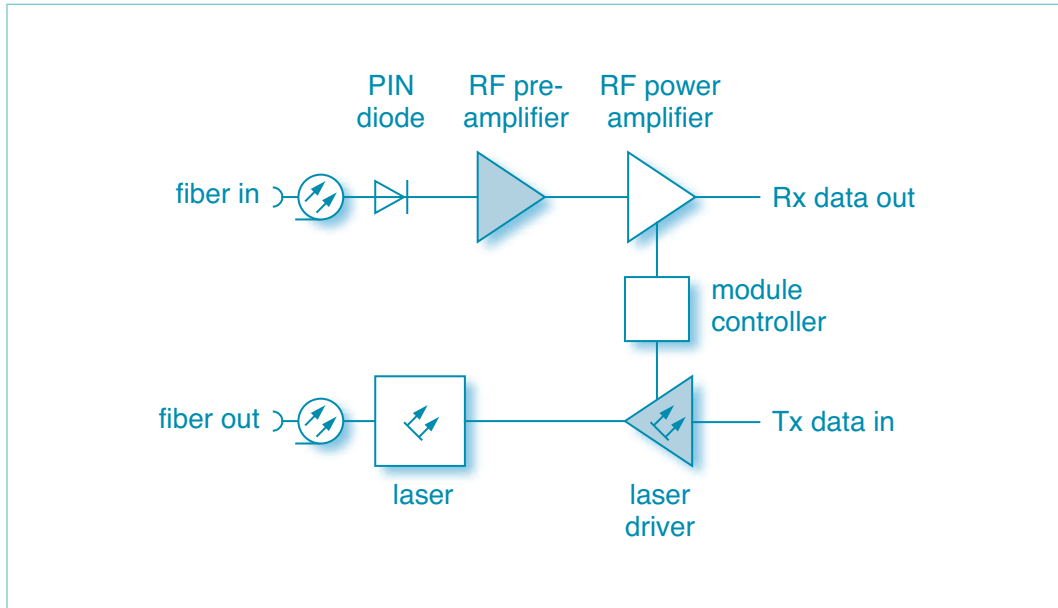 PIN
diode
RF pre-
amplifier
RF power
amplifier
fiber in
Rx data out
module
controller
fiber out
Tx data in
laser
laser
driver